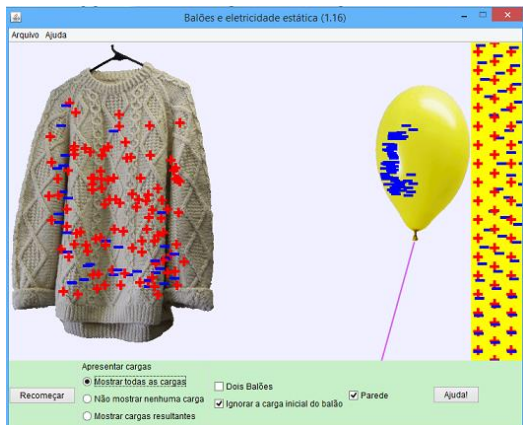 Balões e eletricidade estática (1.16)
Arquivo Ajuda
Apresentar cargas
Mostrar todas as cargas
Não mostrar nenhuma carga
Mostrar cargas resultantes
Recomeçar
Dois Balões
Ignorar a carga inicial do balão
Parede
Ajuda!